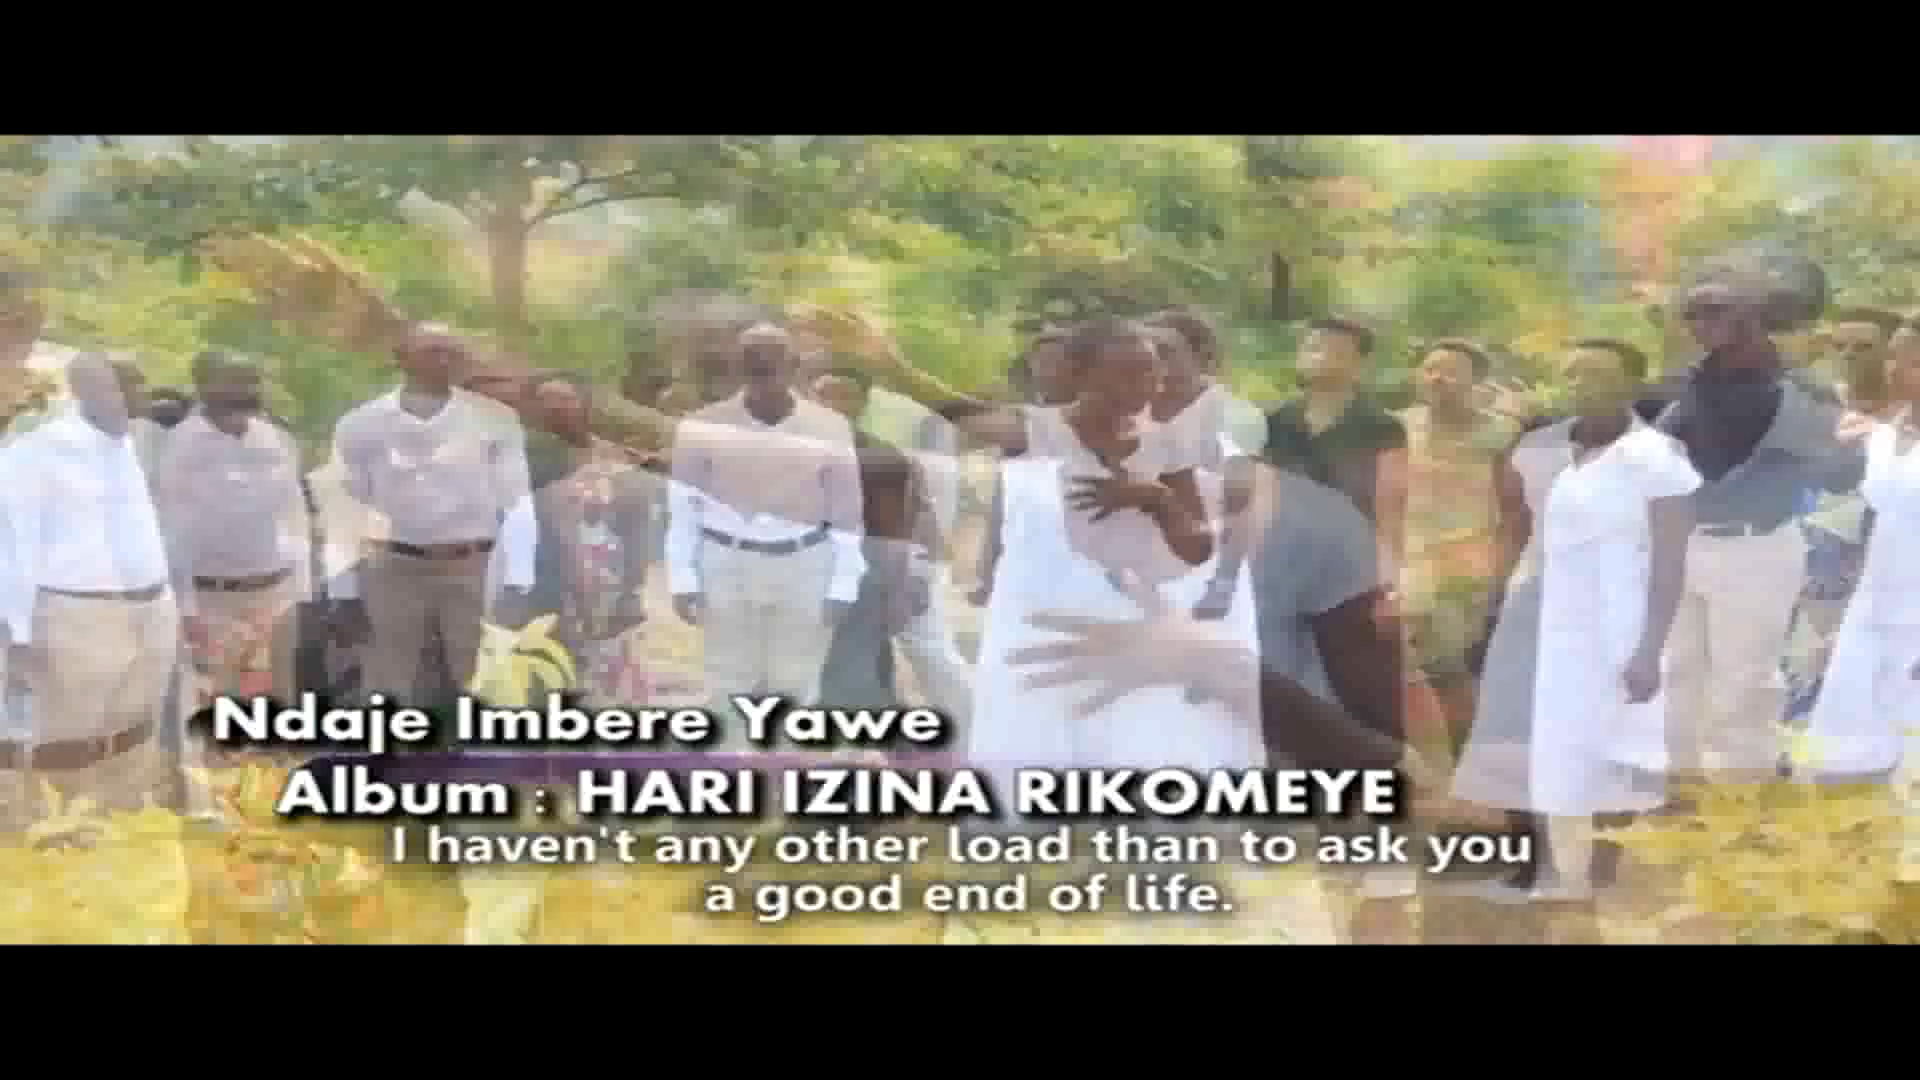 Ndaje Imbere Yawe
Album : HARI IZINA RIKOMEYE
I haven't any other load than to ask you
a good end of life.